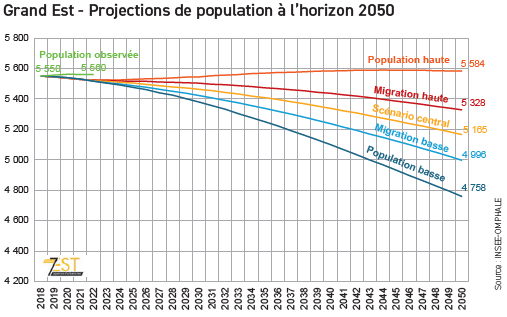 Grand Est - Projections de population à l'horizon 2050
5 800
5 600
5 400
5 200
5 000
4 800
4 600
4 400
4 200
Population observée
5 550
5 560
Population haute
5 584
Migration haute
5 328
Scénario central
5 165
Migration basse
4 996
Population basse
4 758
7EST
2018 2019 2020 2021 2022 2023 2024 2025 2026 2027 2028 2029 2030 2031 2032 2033 2034 2035 2036 2037 2038 2039 2040 2041 2042 2043 2044 2045 2046 2047 2048 2049 2050
Source : INSEE-OMPHALE